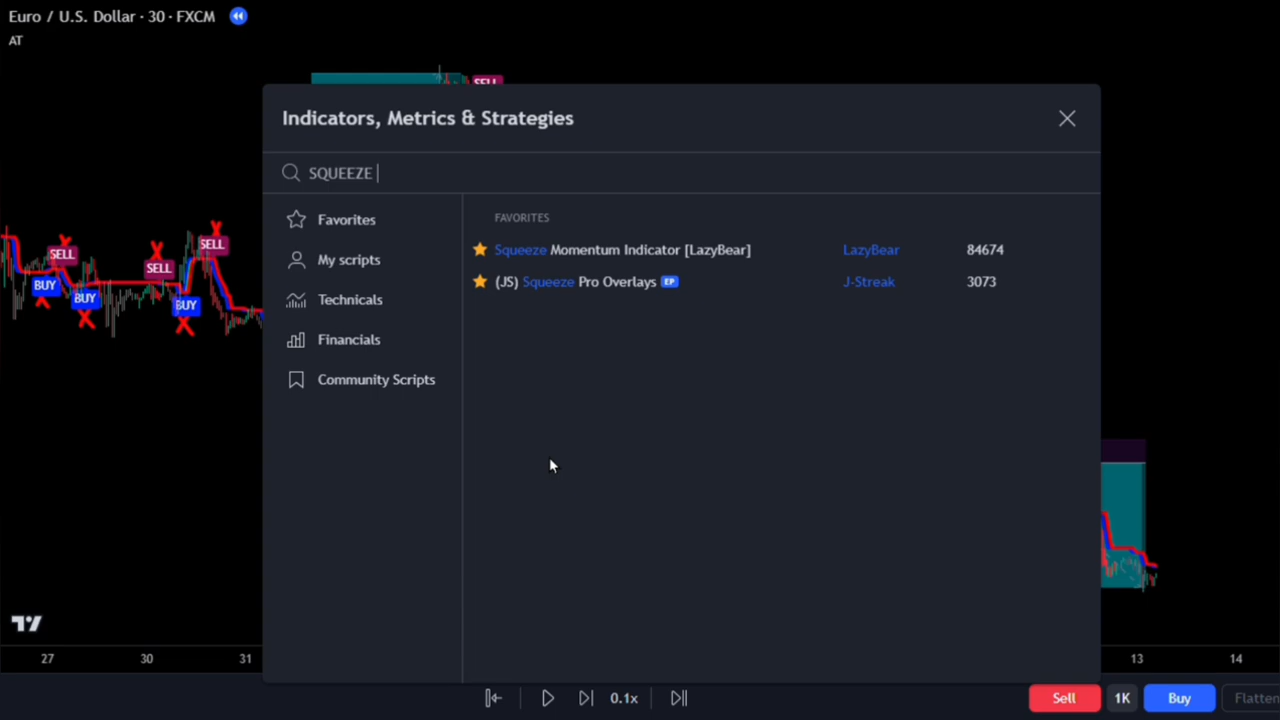 Euro / U.S. Dollar · 30 · FXCM
AT
SELL
Indicators, Metrics & Strategies
SQUEEZE
Favorites
My scripts
Technicals
Financials
Community Scripts
FAVORITES
Squeeze Momentum Indicator [LazyBear] LazyBear 84674
(JS) Squeeze Pro Overlays EP J-Streak 3073
SELL
SELL
SELL
BUY
BUY
BUY
27 30 31 13 14
0.1x
Sell 1K Buy Flatten